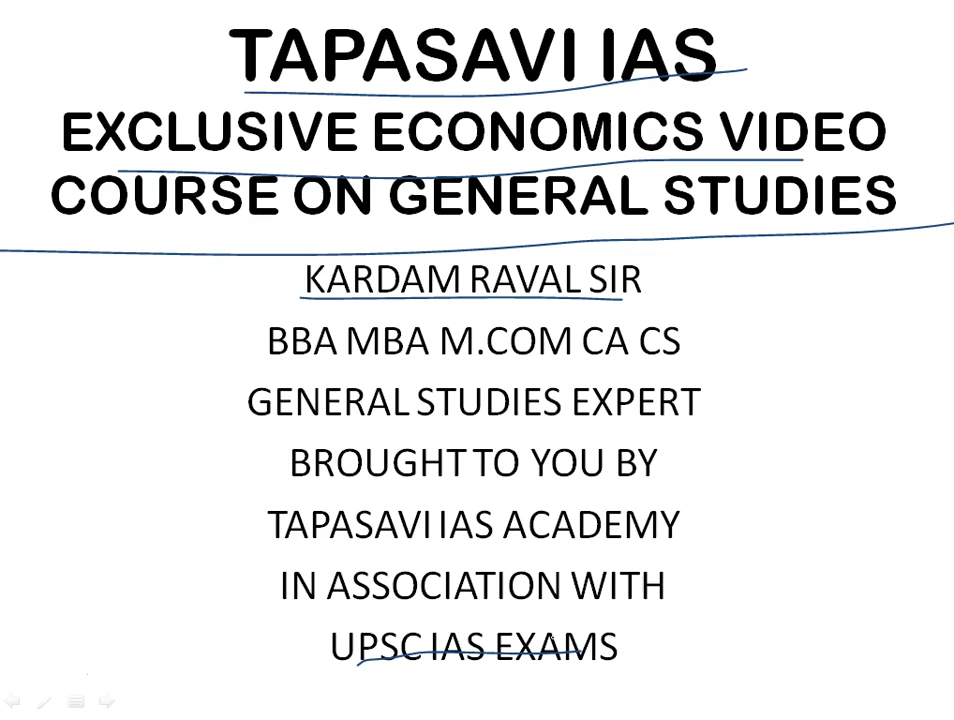 TAPASAVI IAS
EXCLUSIVE ECONOMICS VIDEO
COURSE ON GENERAL STUDIES
KARDAM RAVAL SIR
BBA MBA M.COM CA CS
GENERAL STUDIES EXPERT
BROUGHT TO YOU BY
TAPASAVI IAS ACADEMY
IN ASSOCIATION WITH
UPSC IAS EXAMS